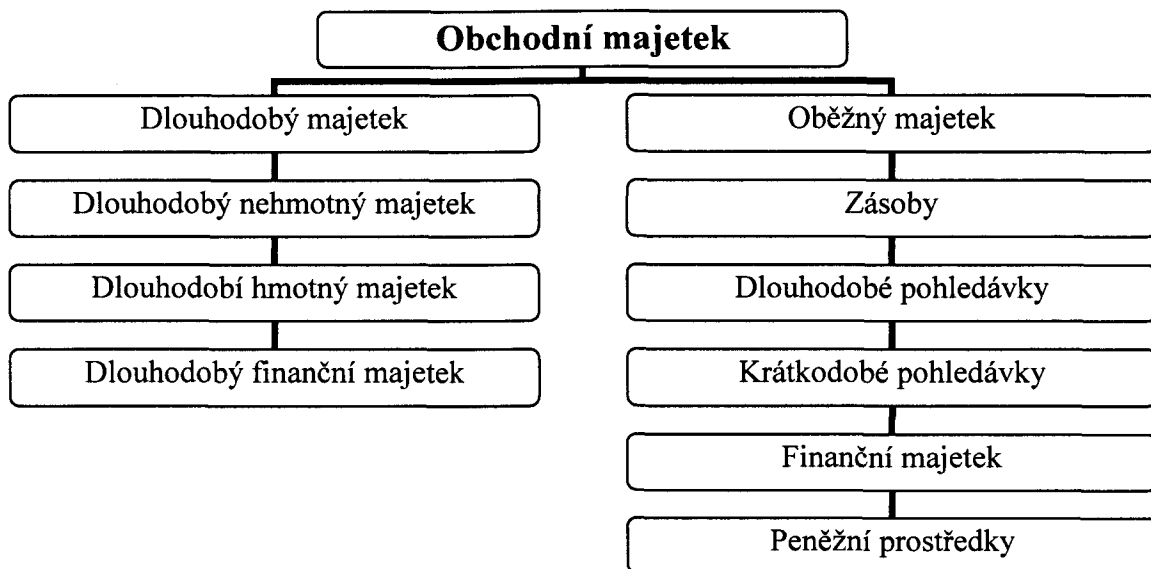 Obchodní majetek
Dlouhodobý majetek
Dlouhodobý nehmotný majetek
Dlouhodobí hmotný majetek
Dlouhodobý finanční majetek
Oběžný majetek
Zásoby
Dlouhodobé pohledávky
Krátkodobé pohledávky
Finanční majetek
Peněžní prostředky